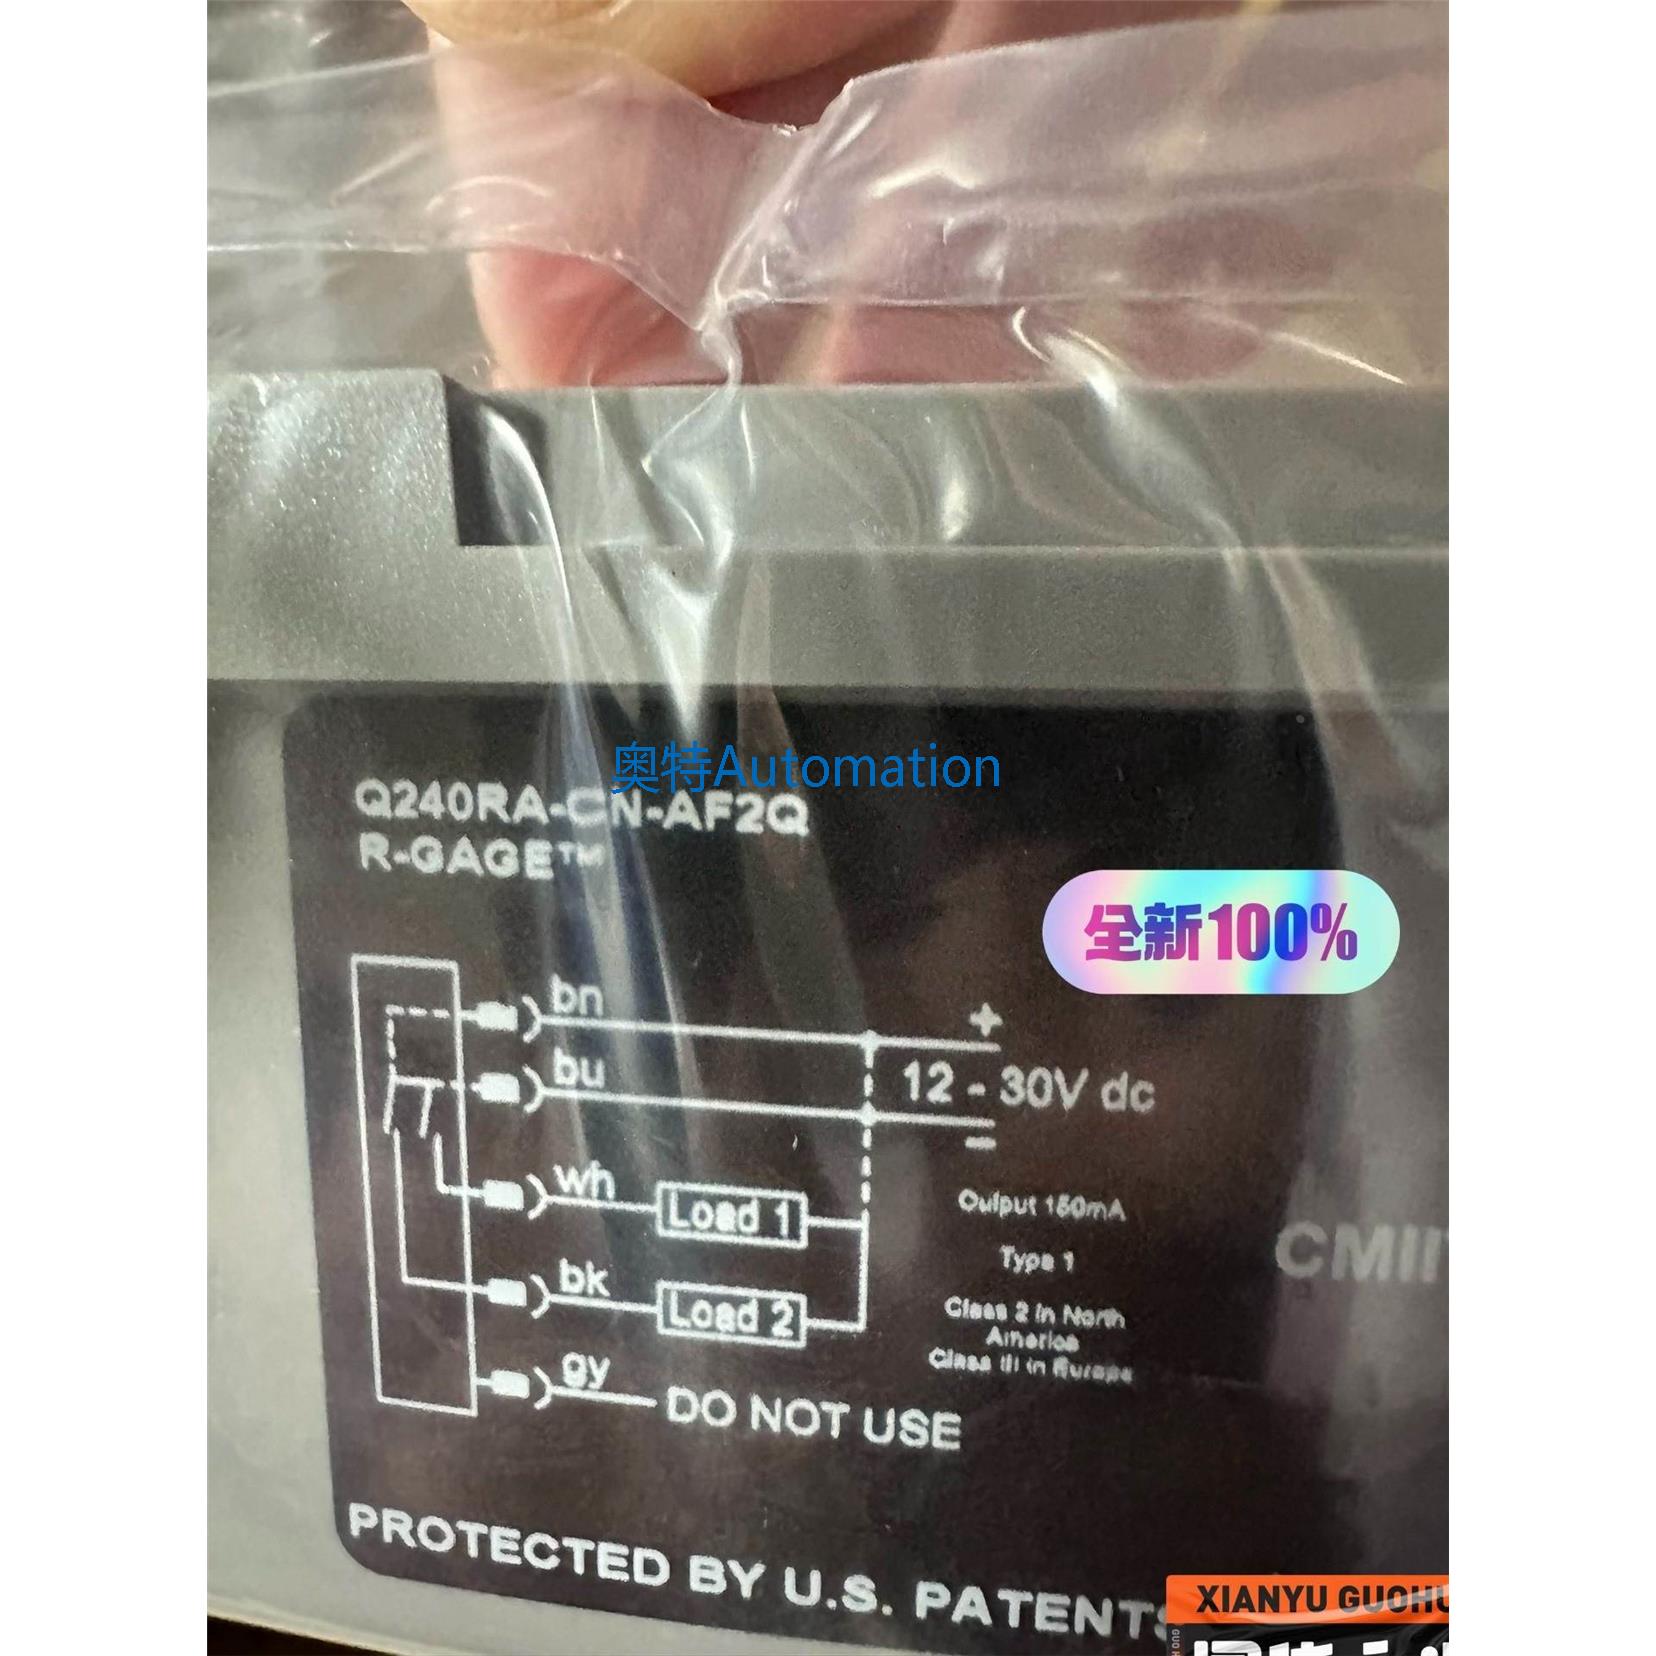 奥特Automation
Q240RA-CN-AF2Q
R-GAGE™
全新100%
bn
+
bu
12 - 30V dc
-
wh
Load 1
Output 150mA
Type 1
CMII
bk
Load 2
Class 2 in North
America
Class III in Europe
gy
DO NOT USE
PROTECTED BY U.S. PATENTS
XIANYU GUOHU